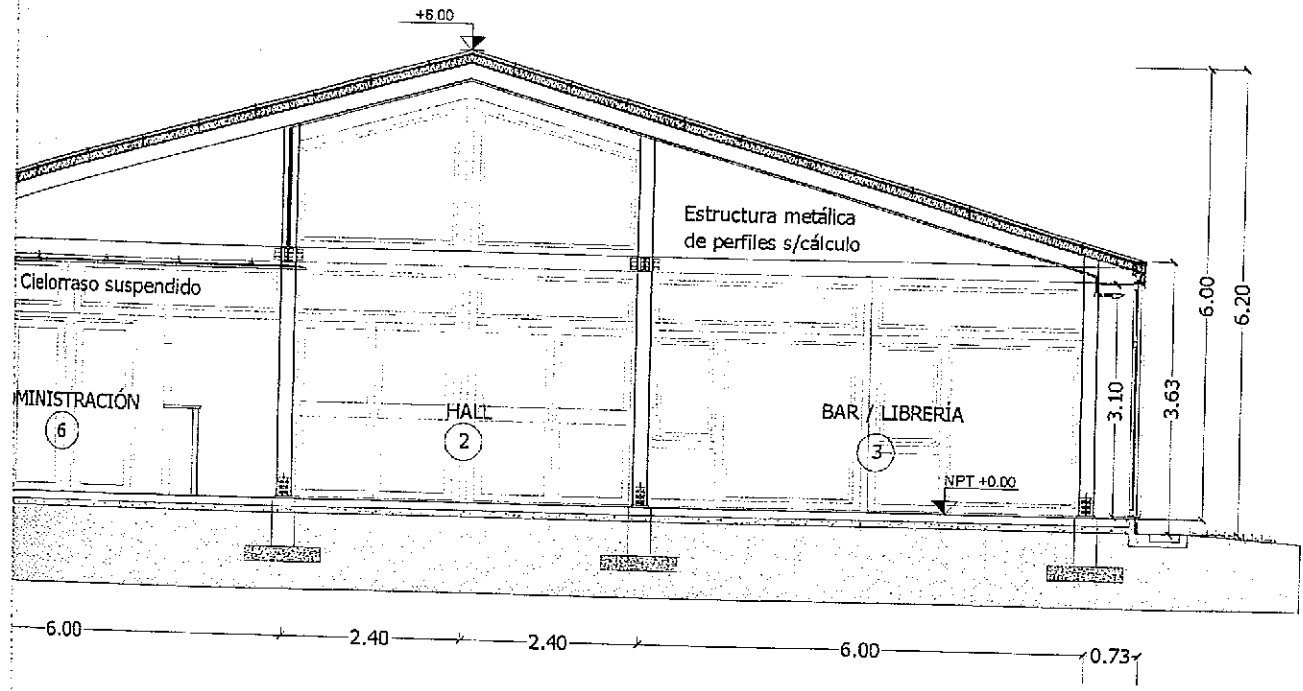 +6.00
Estructura metálica
de perfiles s/cálculo
Cielorraso suspendido
MINISTRACIÓN
6
HALL
2
BAR / LIBRERÍA
3
NPT +0.00
3.10
3.63
6.00
6.20
6.00
2.40
2.40
6.00
0.73